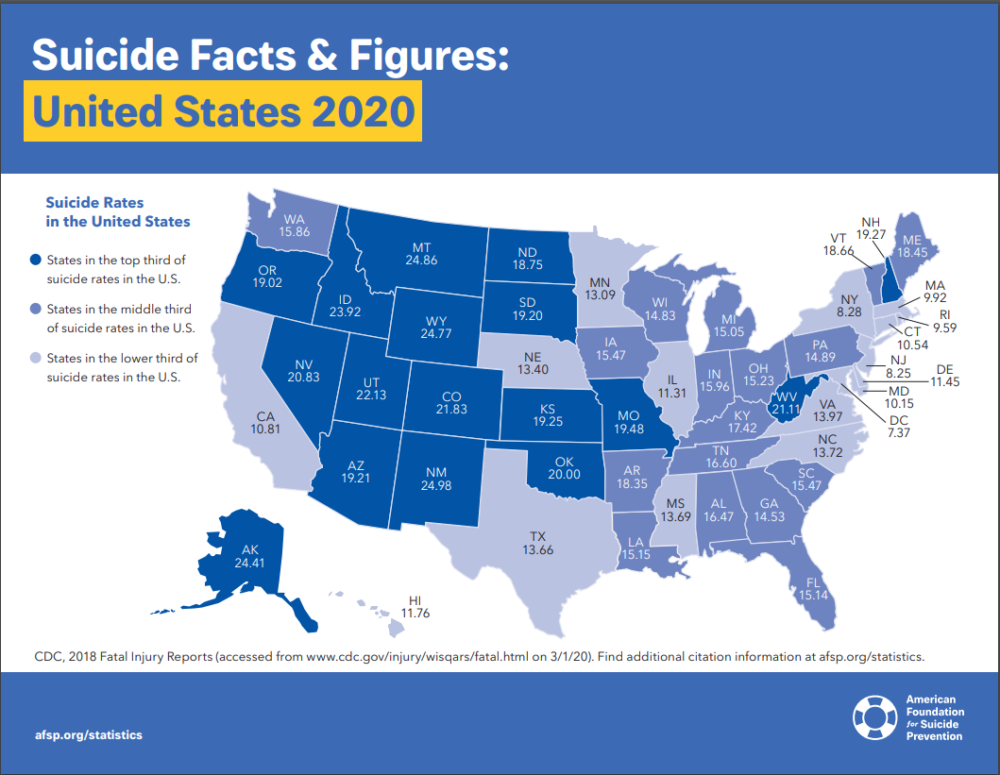 Suicide Facts & Figures:
United States 2020
Suicide Rates
in the United States
States in the top third of
suicide rates in the U.S.
States in the middle third
of suicide rates in the U.S.
States in the lower third of
suicide rates in the U.S.
WA
15.86
OR
19.02
CA
10.81
NV
20.83
ID
23.92
MT
24.86
WY
24.77
UT
22.13
AZ
19.21
CO
21.83
NM
24.98
ND
18.75
SD
19.20
NE
13.40
KS
19.25
OK
20.00
TX
13.66
MN
13.09
IA
15.47
MO
19.48
AR
18.35
LA
15.15
WI
14.83
IL
11.31
MS
13.69
MI
15.05
IN
15.96
OH
15.23
KY
17.42
TN
16.60
AL
16.47
GA
14.53
FL
15.14
SC
15.47
NC
13.72
VA
13.97
WV
21.11
PA
14.89
NY
8.28
VT
18.66
NH
19.27
ME
18.45
MA
9.92
RI
9.59
CT
10.54
NJ
8.25
DE
11.45
MD
10.15
DC
7.37
AK
24.41
HI
11.76
CDC, 2018 Fatal Injury Reports (accessed from www.cdc.gov/injury/wisqars/fatal.html on 3/1/20). Find additional citation information at afsp.org/statistics.
afsp.org/statistics
American
Foundation
for Suicide
Prevention